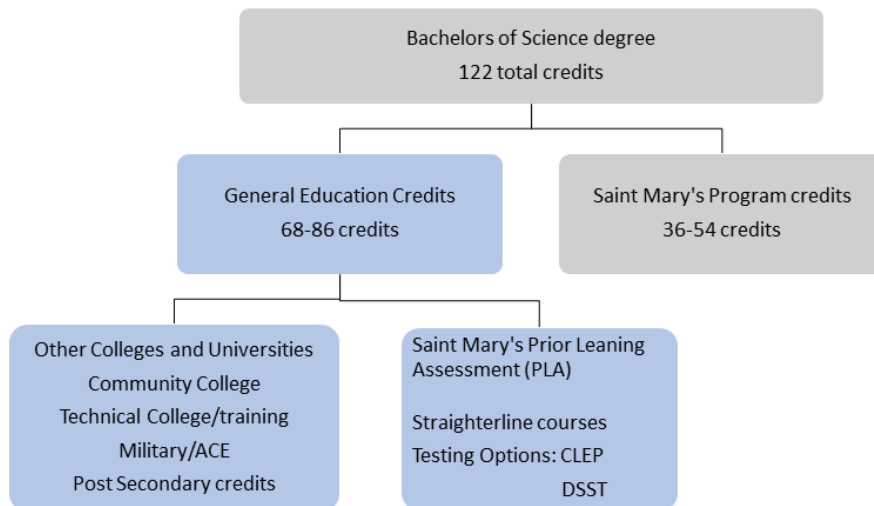 Bachelors of Science degree
122 total credits
General Education Credits
68-86 credits
Saint Mary's Program credits
36-54 credits
Other Colleges and Universities
Community College
Technical College/training
Military/ACE
Post Secondary credits
Saint Mary's Prior Leaning
Assessment (PLA)
Straighterline courses
Testing Options: CLEP
DSST